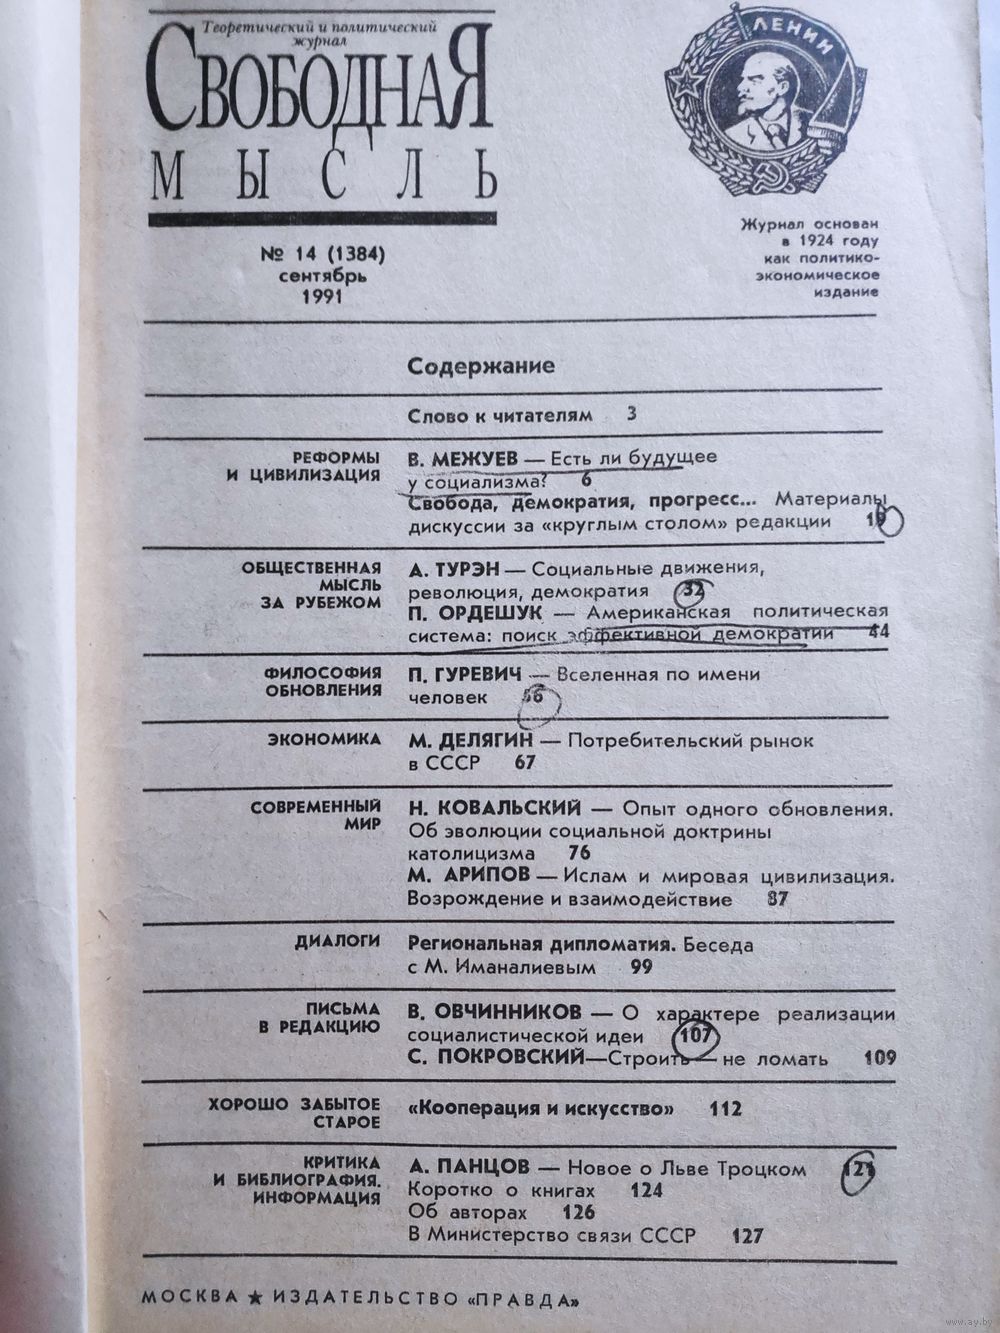 Теоретический и политический
журнал
СВОБОДНАЯ
МЫСЛЬ
ЛЕНИН
№ 14 (1384)
сентябрь
1991
Журнал основан
в 1924 году
как политико-
экономическое
издание
Содержание
Слово к читателям 3
РЕФОРМЫ
И ЦИВИЛИЗАЦИЯ
В. МЕЖУЕВ — Есть ли будущее
у социализма? 6
Свобода, демократия, прогресс... Материалы
дискуссии за «круглым столом» редакции
ОБЩЕСТВЕННАЯ
МЫСЛЬ
ЗА РУБЕЖОМ
А. ТУРЭН — Социальные движения,
революция, демократия 32
П. ОРДЕШУК — Американская политическая
система: поиск эффективной демократии 44
ФИЛОСОФИЯ
ОБНОВЛЕНИЯ
П. ГУРЕВИЧ — Вселенная по имени
человек 56
ЭКОНОМИКА
М. ДЕЛЯГИН — Потребительский рынок
в СССР 67
СОВРЕМЕННЫЙ
МИР
Н. КОВАЛЬСКИЙ — Опыт одного обновления.
Об эволюции социальной доктрины
католицизма 76
М. АРИПОВ — Ислам и мировая цивилизация.
Возрождение и взаимодействие 87
ДИАЛОГИ
Региональная дипломатия. Беседа
с М. Иманалиевым 99
ПИСЬМА
В РЕДАКЦИЮ
В. ОВЧИННИКОВ — О характере реализации
социалистической идеи 107
С. ПОКРОВСКИЙ—Строить — не ломать 109
ХОРОШО ЗАБЫТОЕ
СТАРОЕ
«Кооперация и искусство» 112
КРИТИКА
И БИБЛИОГРАФИЯ.
ИНФОРМАЦИЯ
А. ПАНЦОВ — Новое о Льве Троцком 121
Коротко о книгах 124
Об авторах 126
В Министерство связи СССР 127
МОСКВА ★ ИЗДАТЕЛЬСТВО «ПРАВДА»
www.ay.by